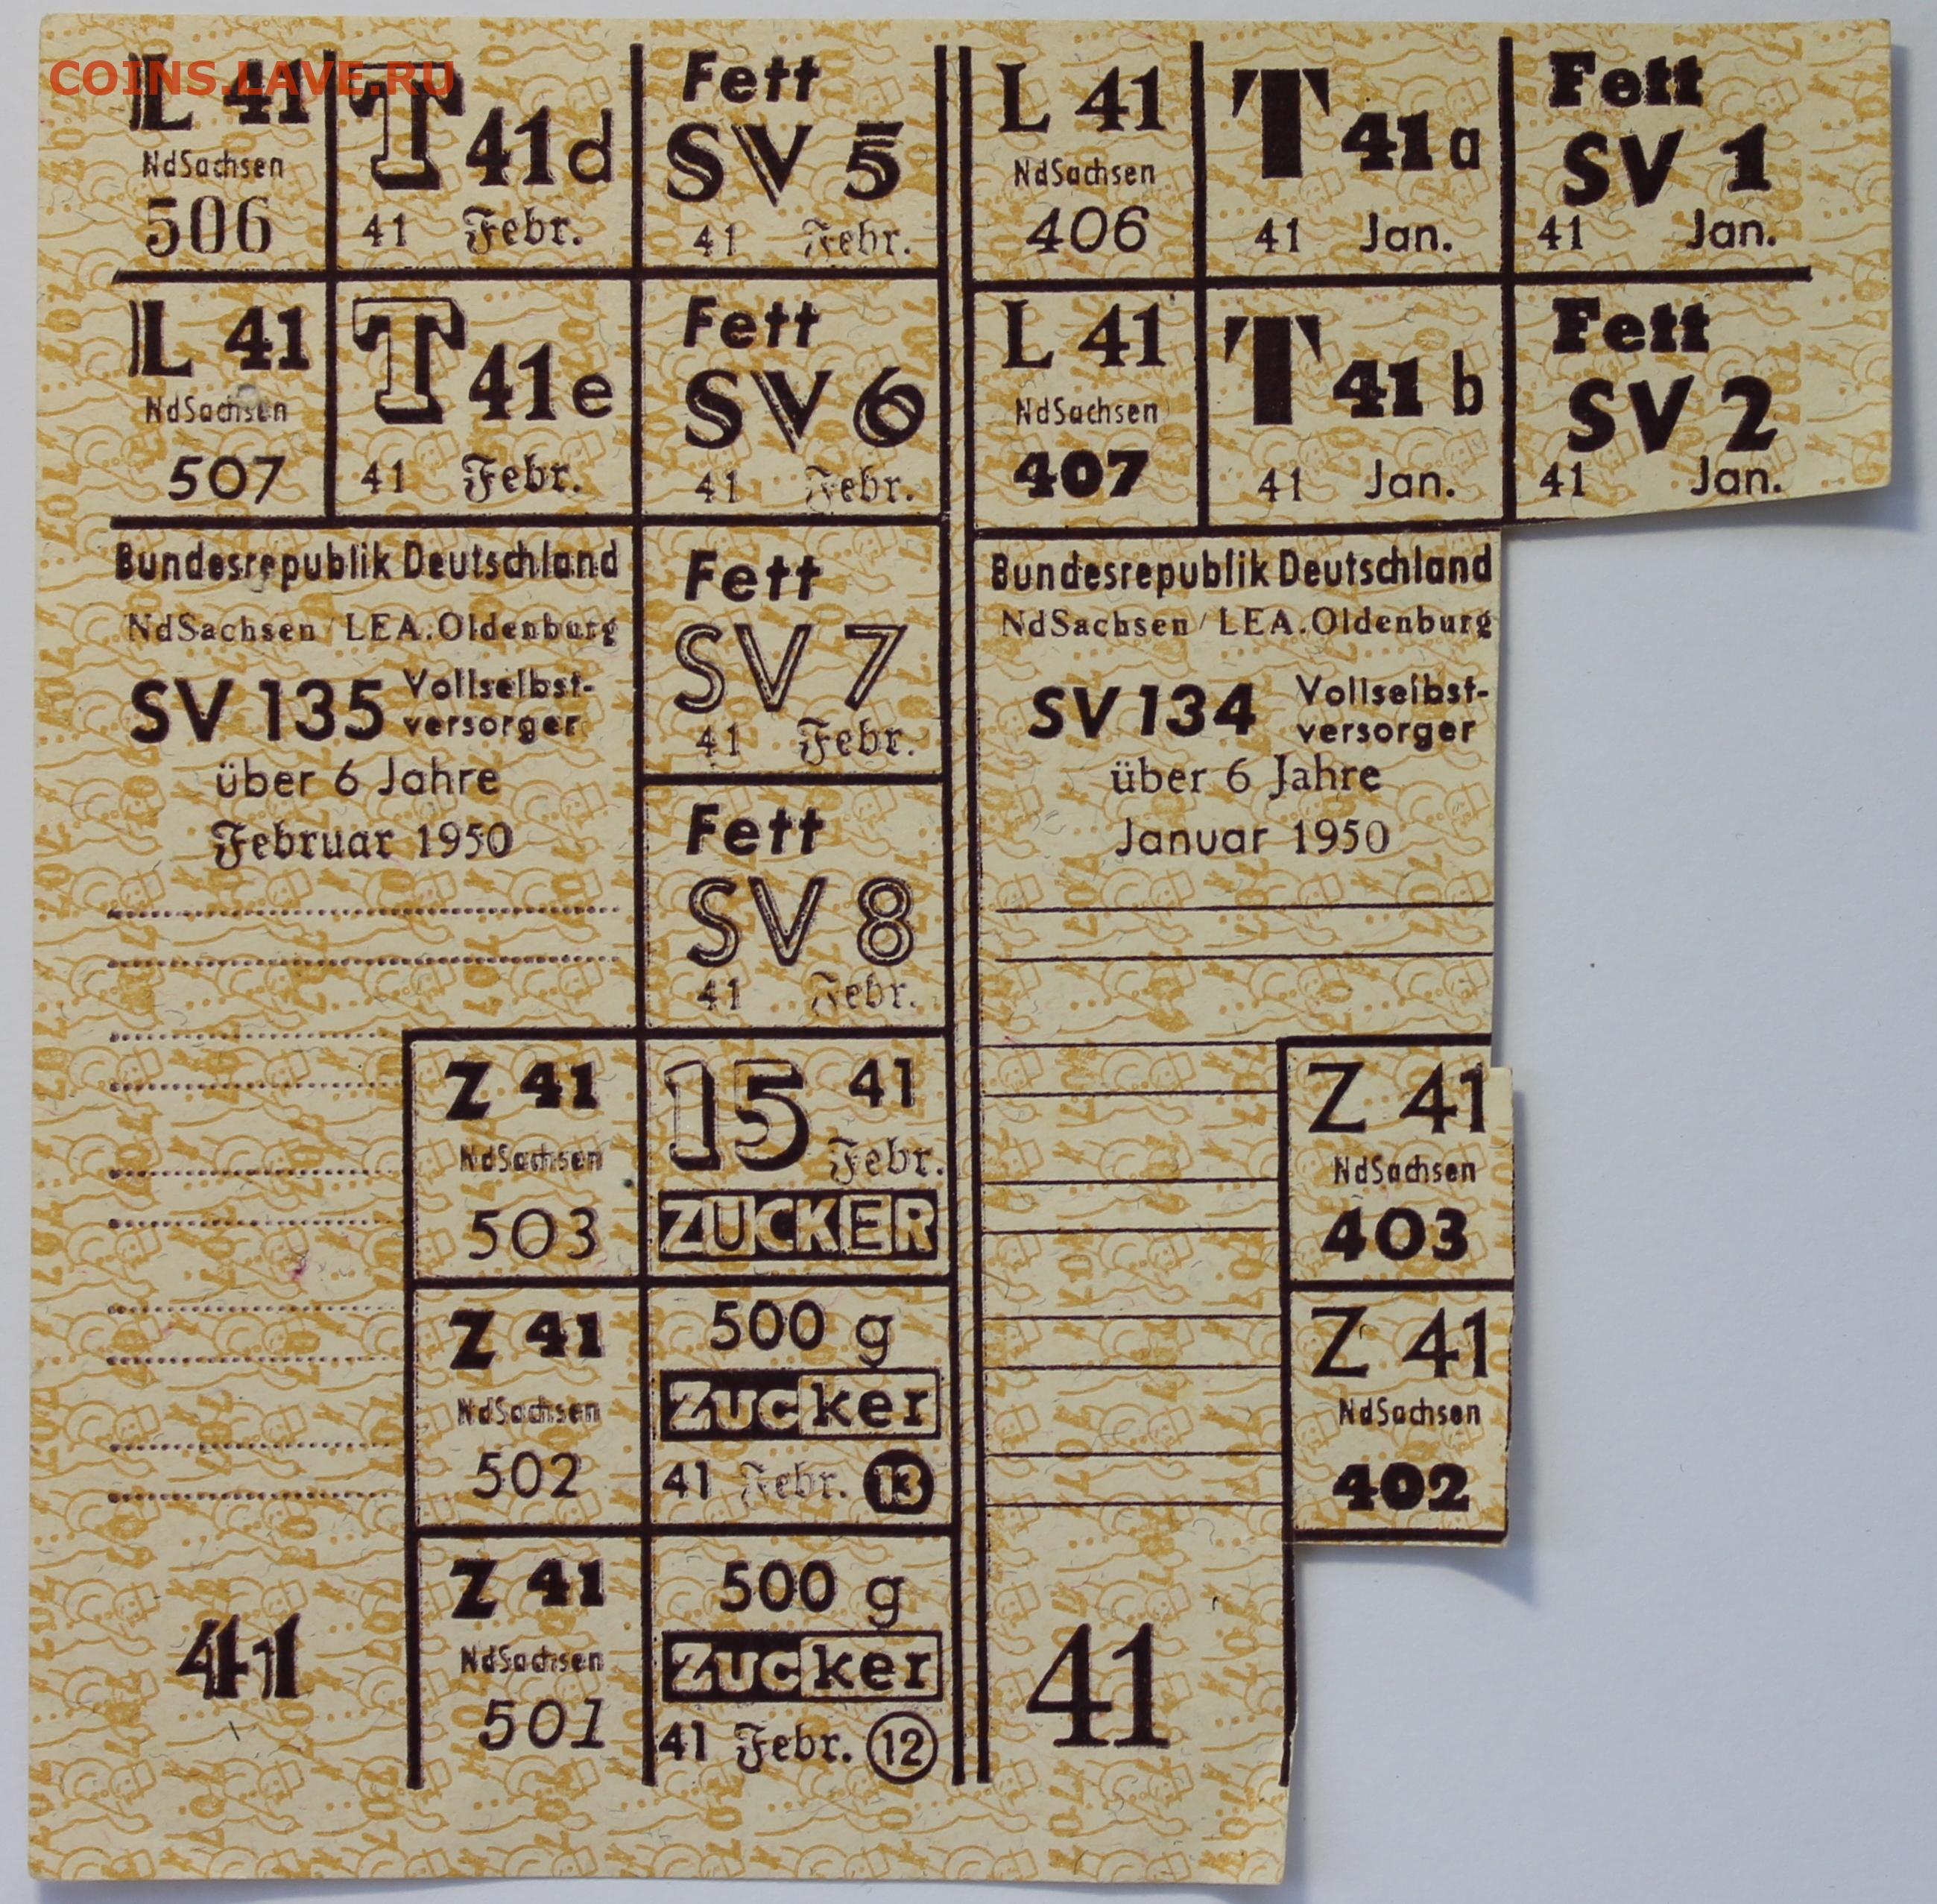 COINS.LAVE.RU
L 41
NdSachsen
506
T 41d
41 Febr.
Fett
SV 5
41 Febr.
L 41
NdSachsen
406
T 41a
41 Jan.
Fett
SV 1
41 Jan.
L 41
NdSachsen
507
T 41e
41 Febr.
Fett
SV 6
41 Febr.
L 41
NdSachsen
407
T 41 b
41 Jan.
Fett
SV 2
41 Jan.
Bundesrepublik Deutschland
NdSachsen / LEA.Oldenburg
SV 135 Vollselbst-
versorger
über 6 Jahre
Februar 1950
Fett
SV 7
41 Febr.
Fett
SV 8
41 Febr.
Z 41
NdSachsen
503
15 41
Febr.
ZUCKER
Z 41
NdSachsen
502
500 g
Zucker
41 Febr. 13
41
Z 41
NdSachsen
501
500 g
Zucker
41 Febr. 12
Bundesrepublik Deutschland
NdSachsen / LEA.Oldenburg
SV 134 Vollselbst-
versorger
über 6 Jahre
Januar 1950
Z 41
NdSachsen
403
Z 41
NdSachsen
402
41